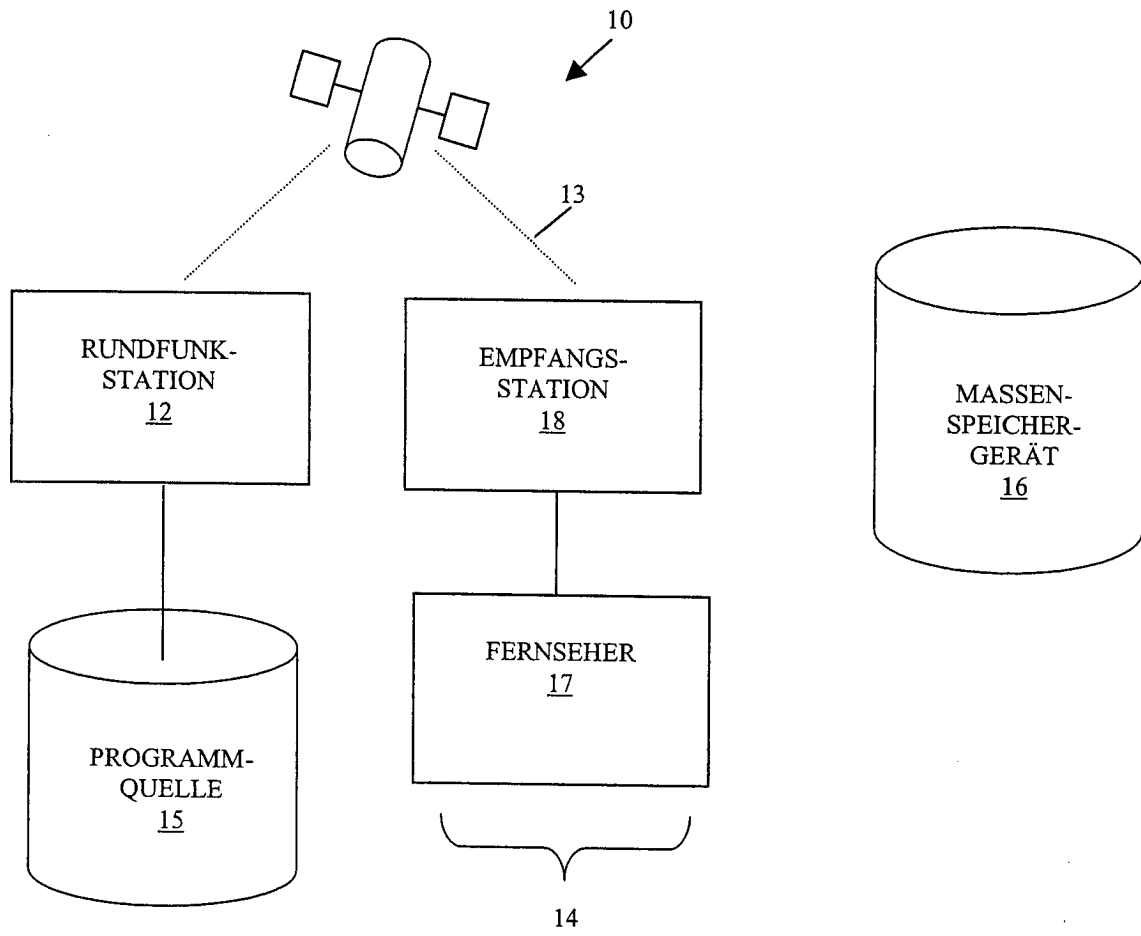 10
13
RUNDFUNK-
STATION
12
EMPFANGS-
STATION
18
MASSEN-
SPEICHER-
GERÄT
16
FERNSEHER
17
PROGRAMM-
QUELLE
15
14